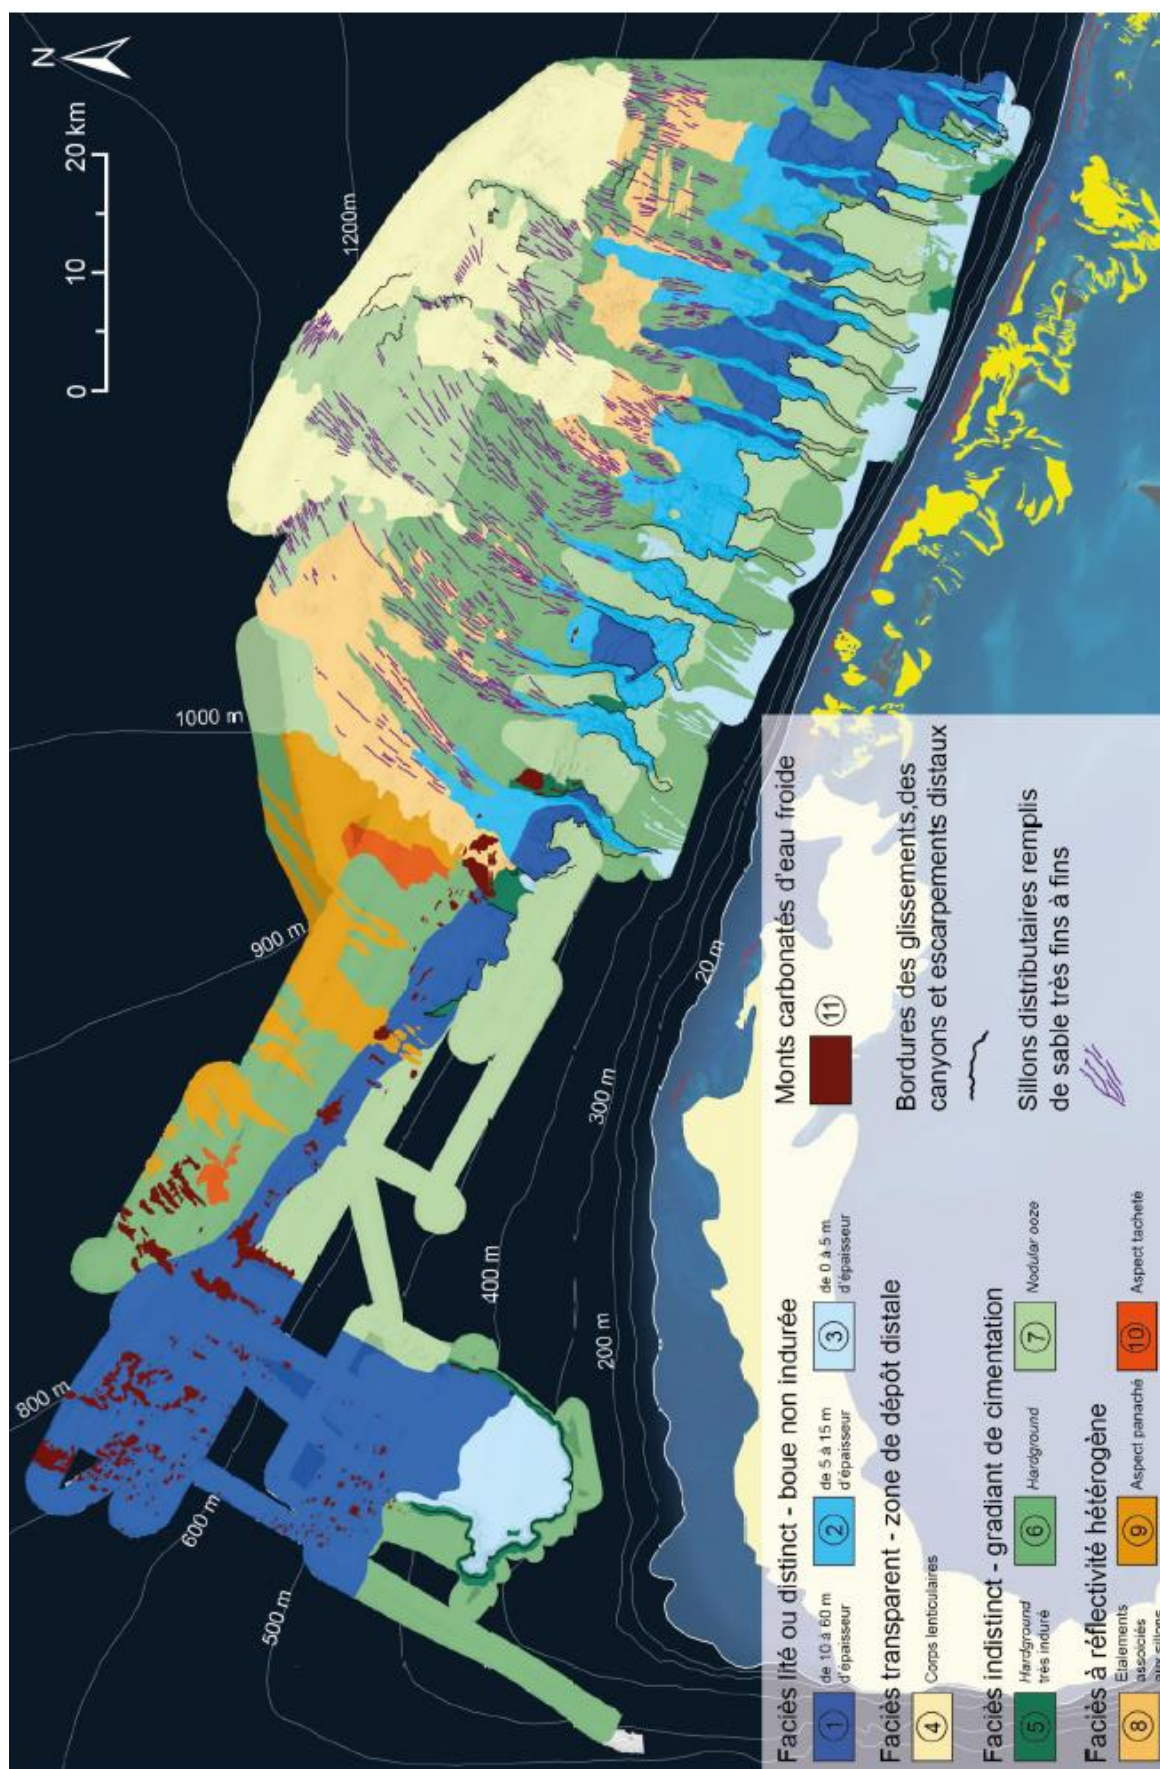 N
0 10 20 km
1200m
1000 m
900 m
800 m
600 m
500 m
400 m
300 m
200 m
20 m
Faciès lité ou distinct - boue non indurée
① de 10 à 60 m
d'épaisseur
② de 5 à 15 m
d'épaisseur
③ de 0 à 5 m
d'épaisseur
Faciès transparent - zone de dépôt distale
④ Corps lenticulaires
Faciès indistinct - gradiant de cimentation
⑤ Hardground
très induré
⑥ Hardground
⑦ Nodular ooze
Faciès à réflectivité hétérogène
⑧ Etalements
assoiciés
aux sillons
⑨ Aspect panaché
⑩ Aspect tacheté
Monts carbonatés d'eau froide
⑪
Bordures des glissements,des
canyons et escarpements distaux
Sillons distributaires remplis
de sable très fins à fins